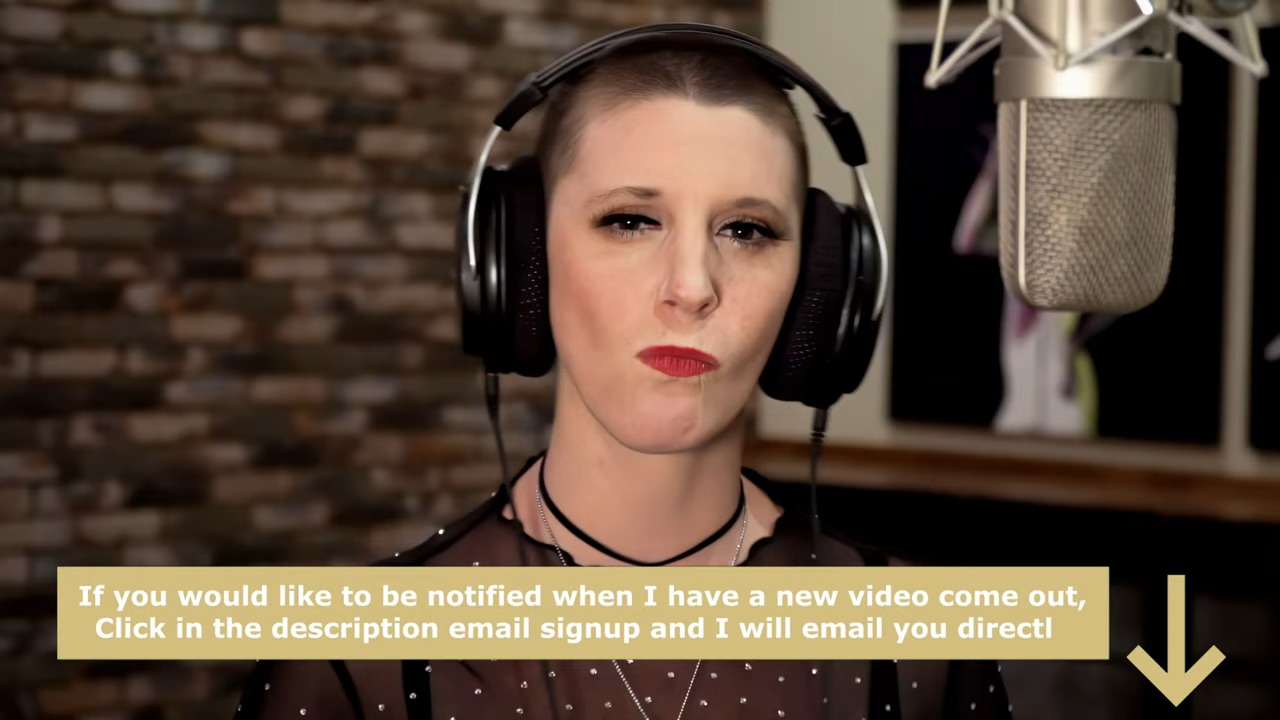 If you would like to be notified when I have a new video come out,
Click in the description email signup and I will email you directl